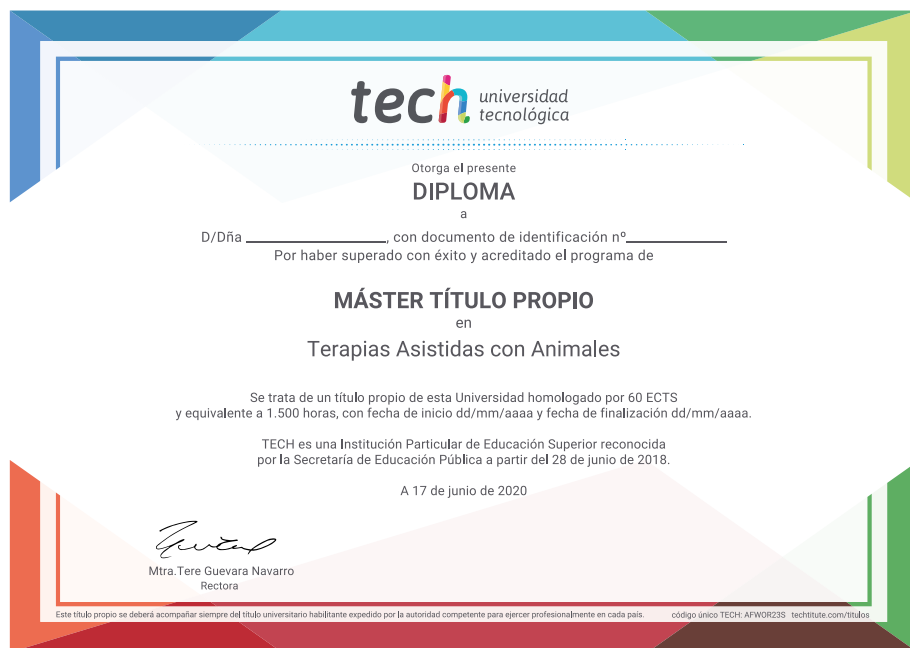 tech universidad
tecnológica
Otorga el presente
DIPLOMA
a
D/Dña ________________, con documento de identificación nº____________
Por haber superado con éxito y acreditado el programa de
MÁSTER TÍTULO PROPIO
en
Terapias Asistidas con Animales
Se trata de un título propio de esta Universidad homologado por 60 ECTS
y equivalente a 1.500 horas, con fecha de inicio dd/mm/aaaa y fecha de finalización dd/mm/aaaa.
TECH es una Institución Particular de Educación Superior reconocida
por la Secretaría de Educación Pública a partir del 28 de junio de 2018.
A 17 de junio de 2020
Mtra.Tere Guevara Navarro
Rectora
Este título propio se deberá acompañar siempre del título universitario habilitante expedido por la autoridad competente para ejercer profesionalmente en cada país. código único TECH: AFWOR23S techtitute.com/titulos